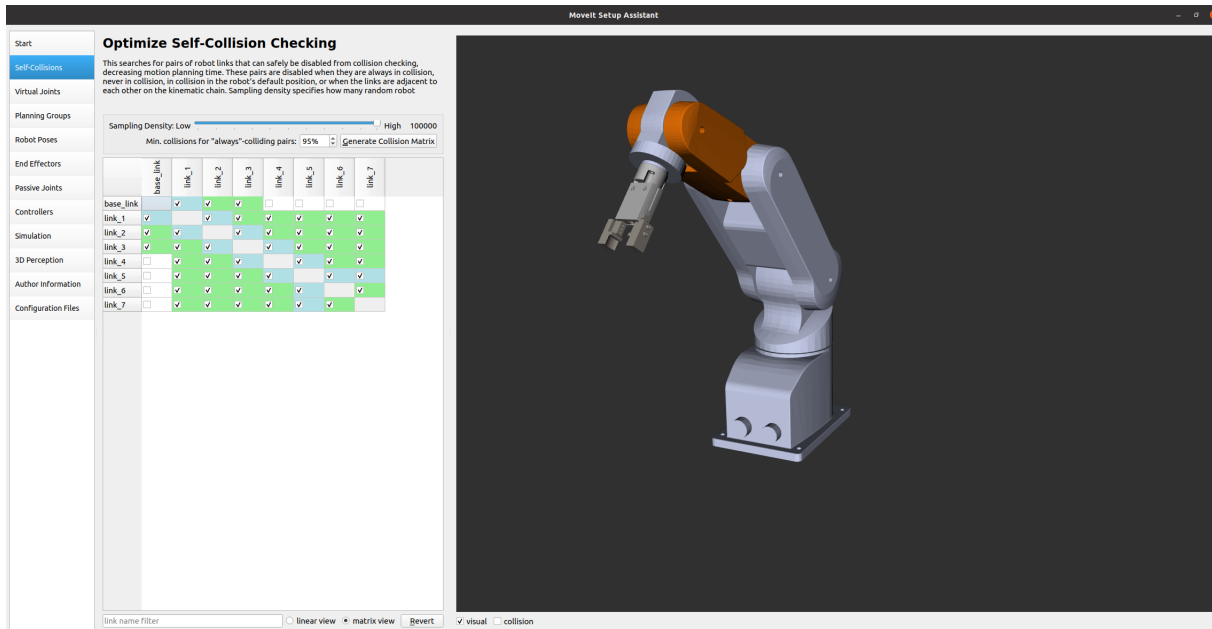 MoveIt Setup Assistant
Start
Self-Collisions
Virtual Joints
Planning Groups
Robot Poses
End Effectors
Passive Joints
Controllers
Simulation
3D Perception
Author Information
Configuration Files
Optimize Self-Collision Checking
This searches for pairs of robot links that can safely be disabled from collision checking,
decreasing motion planning time. These pairs are disabled when they are always in collision,
never in collision, in collision in the robot's default position, or when the links are adjacent to
each other on the kinematic chain. Sampling density specifies how many random robot
Sampling Density: Low High 100000
Min. collisions for "always"-colliding pairs: 95% Generate Collision Matrix
base_link link_1 link_2 link_3 link_4 link_5 link_6 link_7
base_link
link_1
link_2
link_3
link_4
link_5
link_6
link_7
link name filter linear view matrix view Revert
visual collision